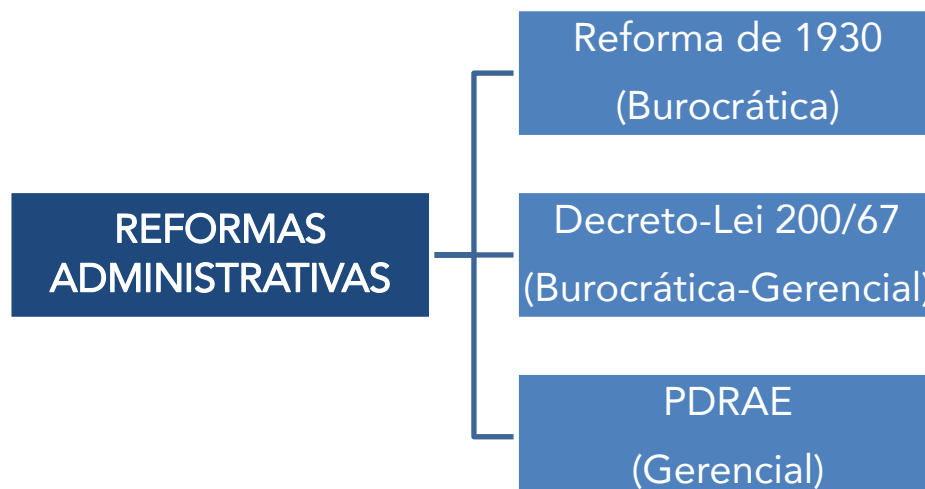 REFORMAS
ADMINISTRATIVAS
Reforma de 1930
(Burocrática)
Decreto-Lei 200/67
(Burocrática-Gerencial)
PDRAE
(Gerencial)